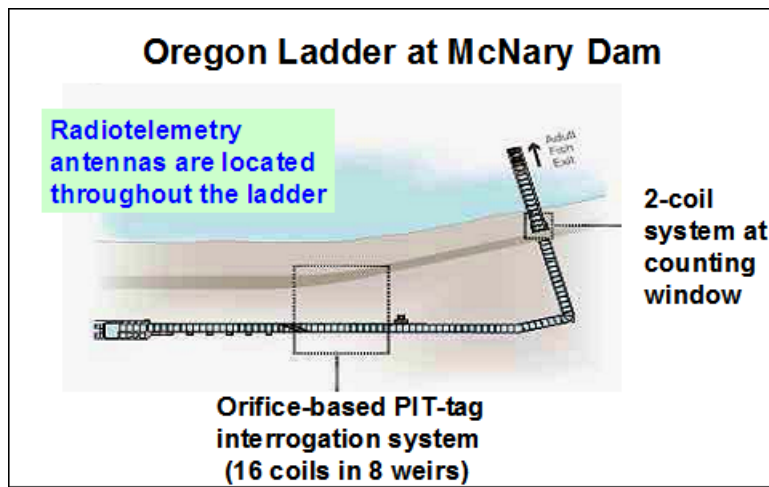 Oregon Ladder at McNary Dam
Radiotelemetry
antennas are located
throughout the ladder
Adult
Fish
Exit
2-coil
system at
counting
window
Orifice-based PIT-tag
interrogation system
(16 coils in 8 weirs)